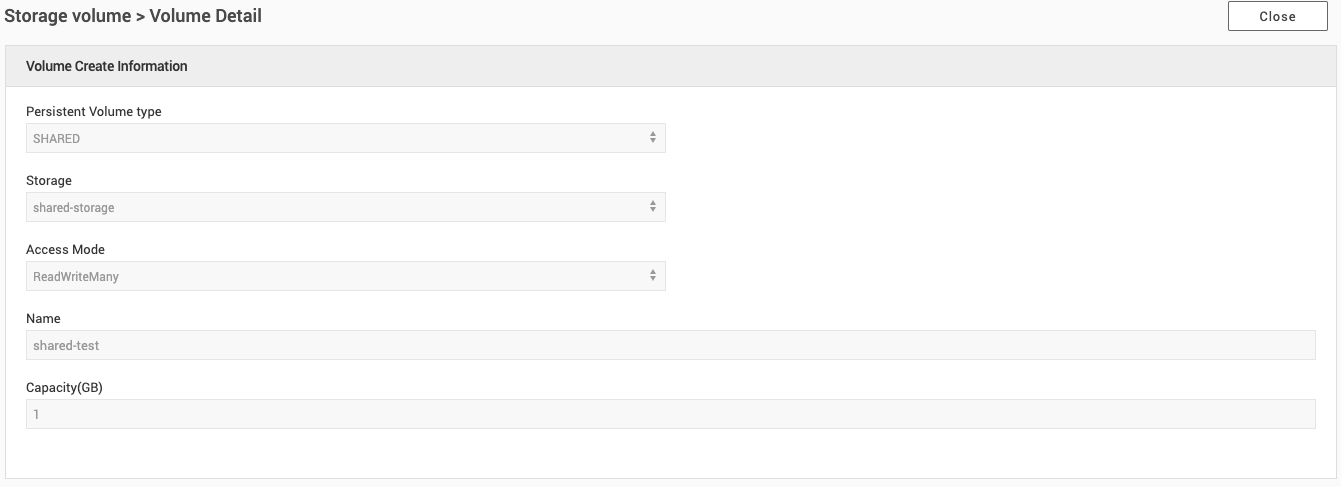 Storage volume > Volume Detail
Close
Volume Create Information
Persistent Volume type
SHARED
Storage
shared-storage
Access Mode
ReadWriteMany
Name
shared-test
Capacity(GB)
1